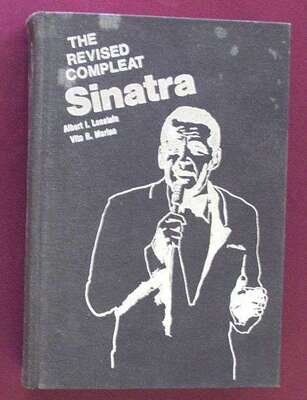 THE
REVISED
COMPLEAT
Sinatra
Albert I. Lonstein
Vito R. Marino